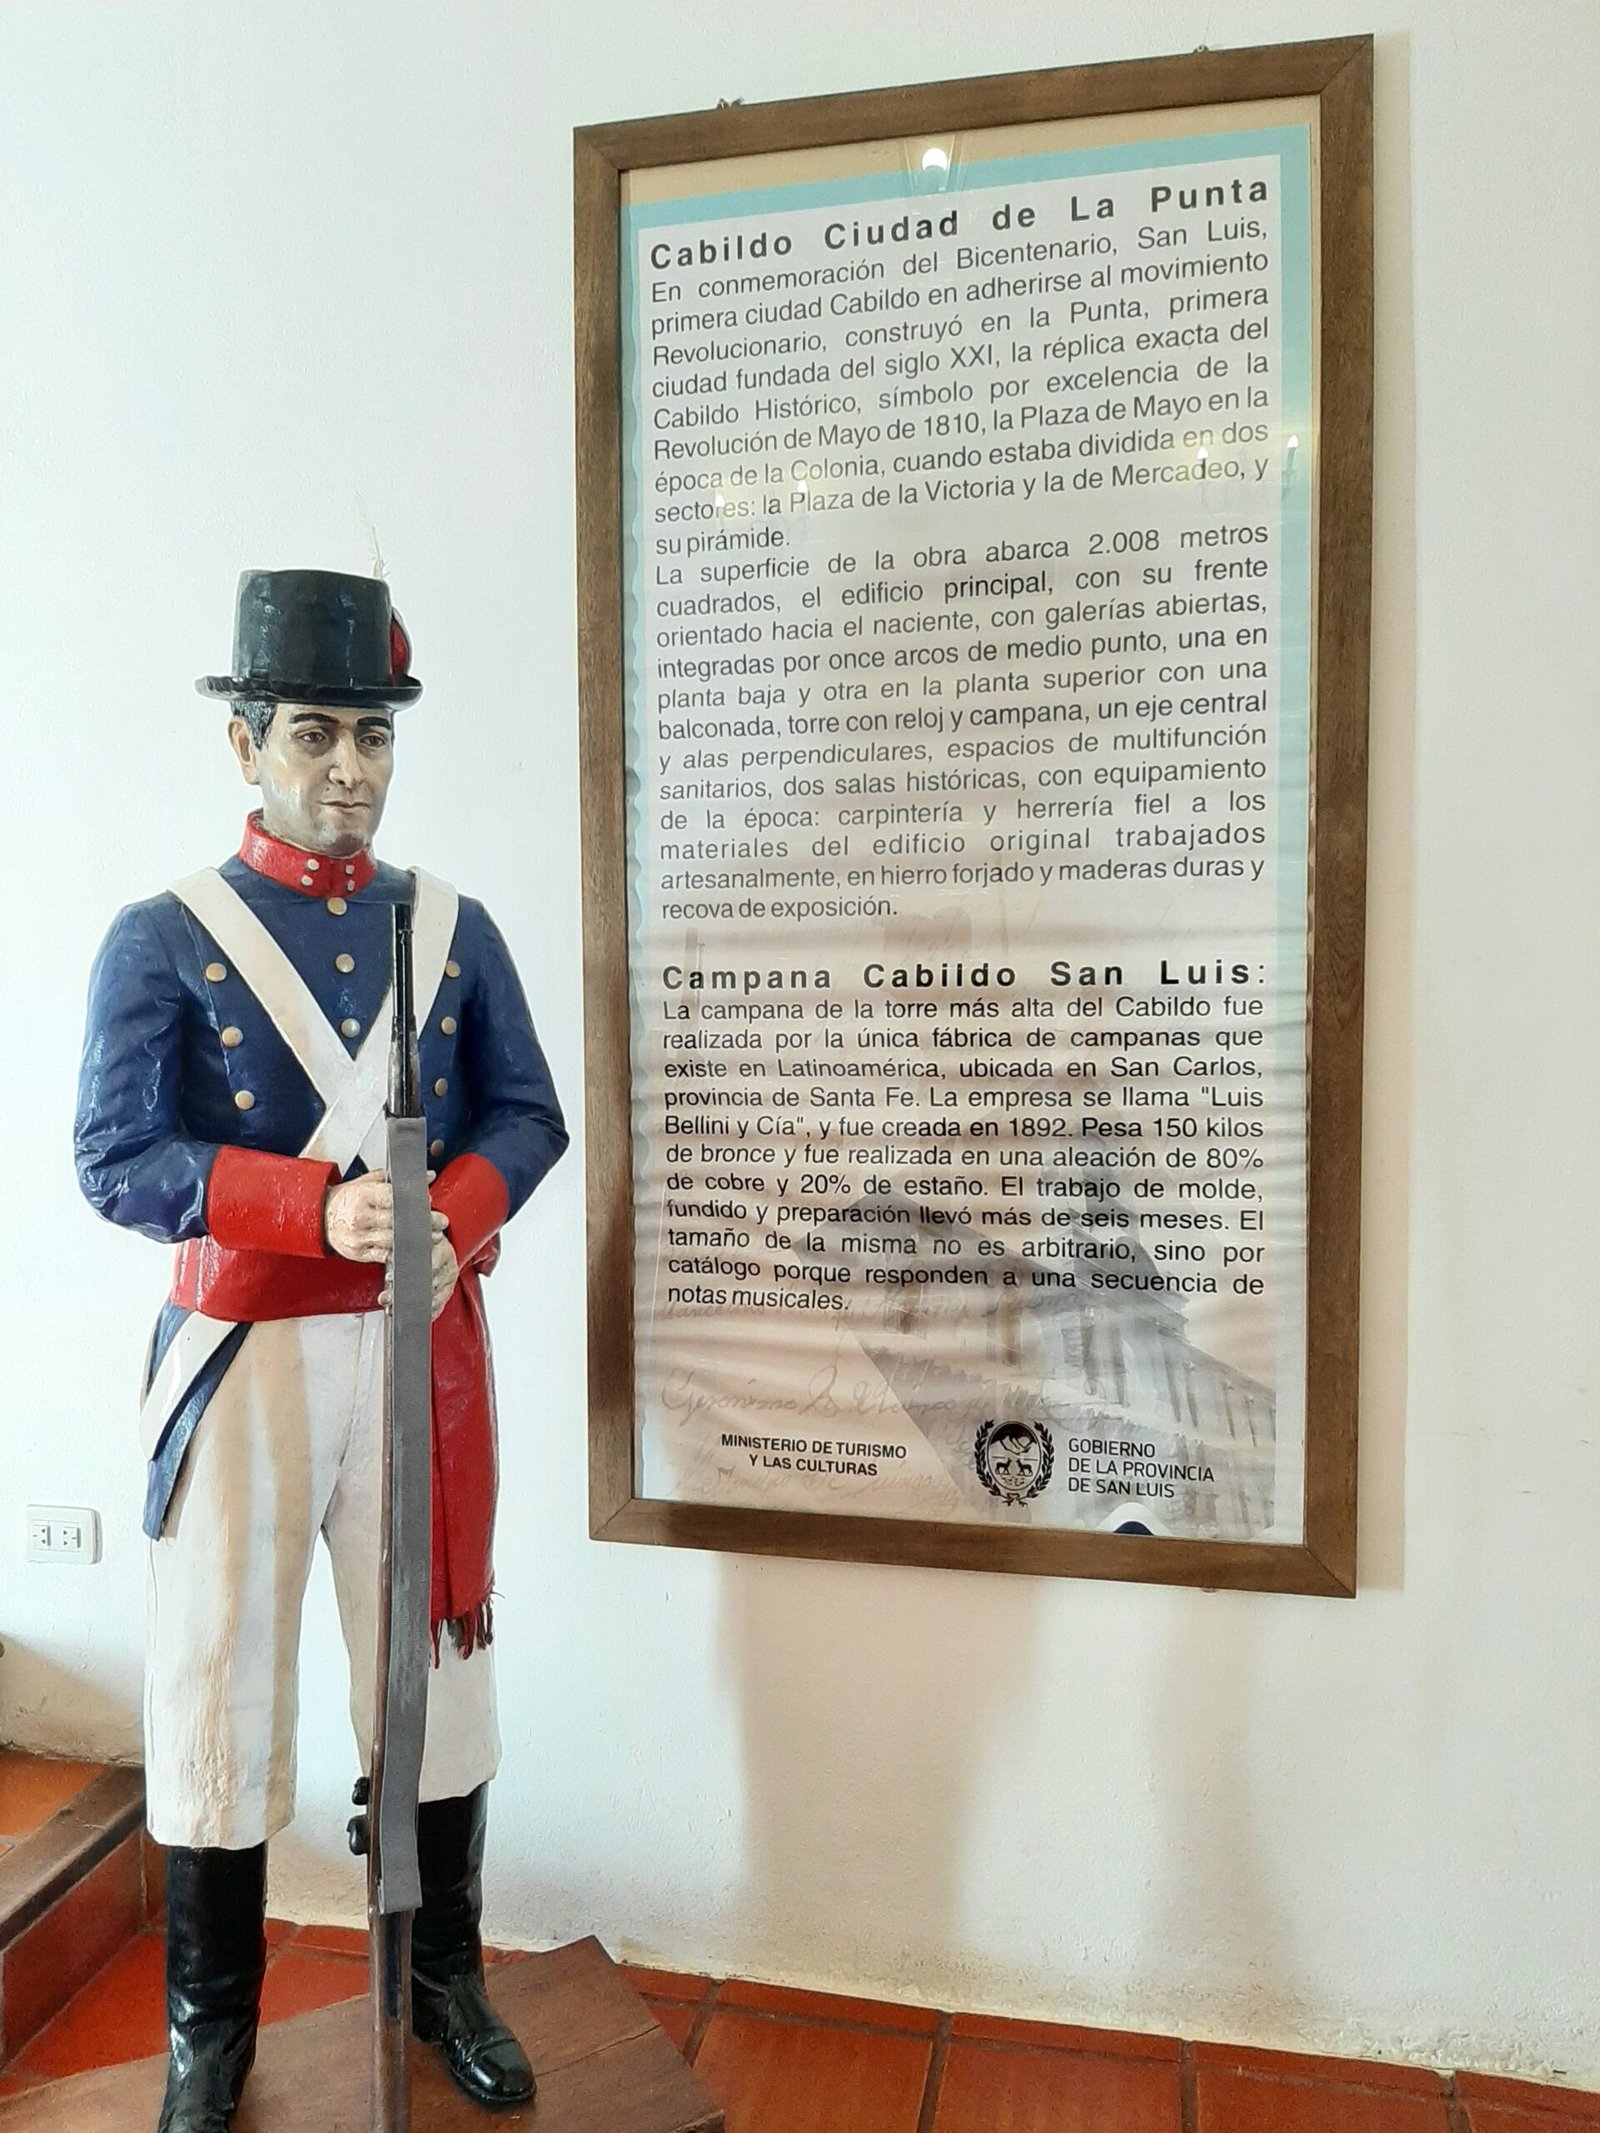 Cabildo Ciudad de La Punta
En conmemoración del Bicentenario, San Luis,
primera ciudad Cabildo en adherirse al movimiento
Revolucionario, construyó en la Punta, primera
ciudad fundada del siglo XXI, la réplica exacta del
Cabildo Histórico, símbolo por excelencia de la
Revolución de Mayo de 1810, la Plaza de Mayo en la
época de la Colonia, cuando estaba dividida en dos
sectores: la Plaza de la Victoria y la de Mercadeo, y
su pirámide.
La superficie de la obra abarca 2.008 metros
cuadrados, el edificio principal, con su frente
orientado hacia el naciente, con galerías abiertas,
integradas por once arcos de medio punto, una en
planta baja y otra en la planta superior con una
balconada, torre con reloj y campana, un eje central
y alas perpendiculares, espacios de multifunción
sanitarios, dos salas históricas, con equipamiento
de la época: carpintería y herrería fiel a los
materiales del edificio original trabajados
artesanalmente, en hierro forjado y maderas duras y
recova de exposición.
Campana Cabildo San Luis:
La campana de la torre más alta del Cabildo fue
realizada por la única fábrica de campanas que
existe en Latinoamérica, ubicada en San Carlos,
provincia de Santa Fe. La empresa se llama "Luis
Bellini y Cía", y fue creada en 1892. Pesa 150 kilos
de bronce y fue realizada en una aleación de 80%
de cobre y 20% de estaño. El trabajo de molde,
fundido y preparación llevó más de seis meses. El
tamaño de la misma no es arbitrario, sino por
catálogo porque responden a una secuencia de
notas musicales.
MINISTERIO DE TURISMO
Y LAS CULTURAS
GOBIERNO
DE LA PROVINCIA
DE SAN LUIS